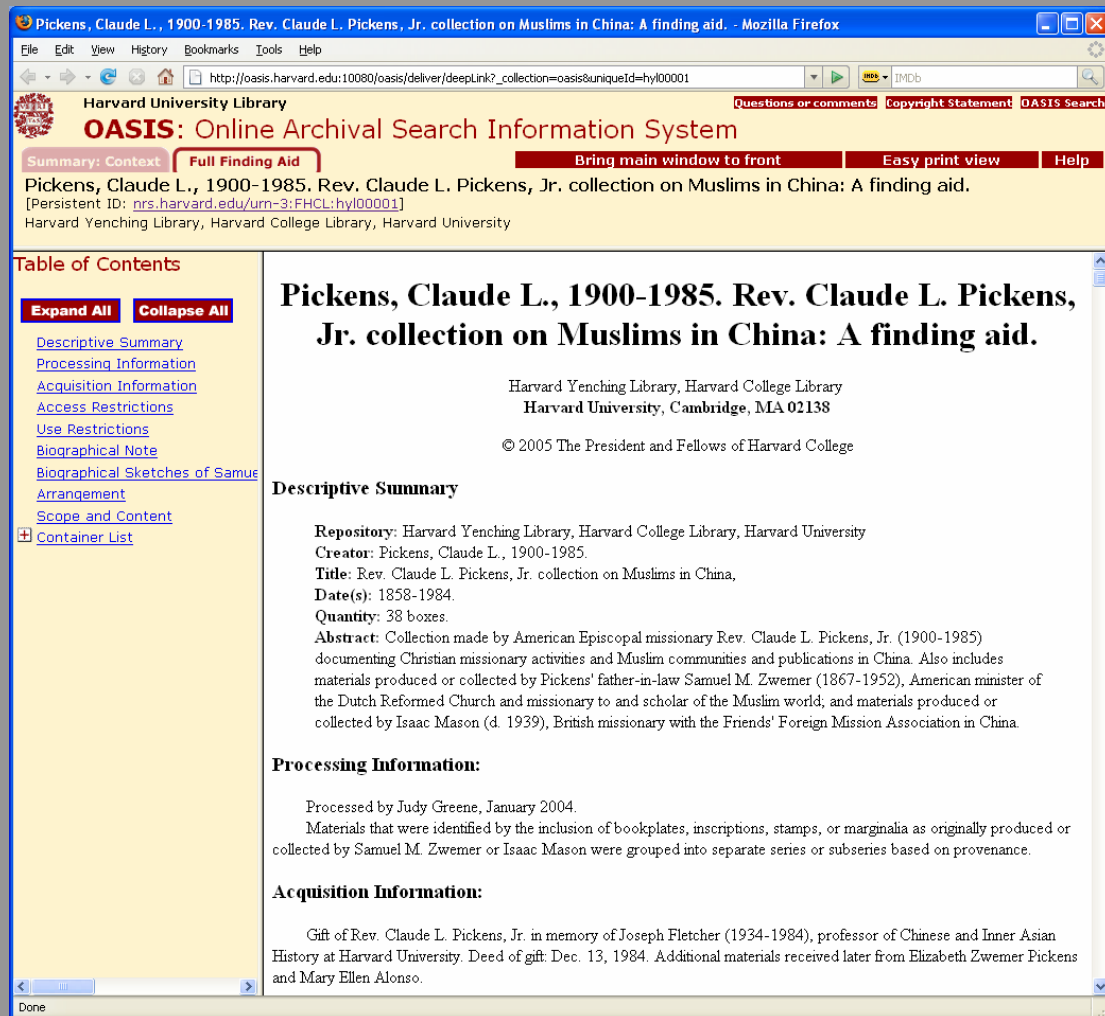 Pickens, Claude L., 1900-1985. Rev. Claude L. Pickens, Jr. collection on Muslims in China: A finding aid. - Mozilla Firefox
File Edit View History Bookmarks Tools Help
http://oasis.harvard.edu:10080/oasis/deliver/deepLink?_collection=oasis&uniqueId=hyl00001
IMDb IMDb
Harvard University Library
Questions or comments Copyright Statement OASIS Search
OASIS: Online Archival Search Information System
Summary: Context Full Finding Aid Bring main window to front Easy print view Help
Pickens, Claude L., 1900-1985. Rev. Claude L. Pickens, Jr. collection on Muslims in China: A finding aid.
[Persistent ID: nrs.harvard.edu/urn-3:FHCL:hyl00001]
Harvard Yenching Library, Harvard College Library, Harvard University
Table of Contents
Expand All Collapse All
Descriptive Summary
Processing Information
Acquisition Information
Access Restrictions
Use Restrictions
Biographical Note
Biographical Sketches of Samue
Arrangement
Scope and Content
Container List
Pickens, Claude L., 1900-1985. Rev. Claude L. Pickens,
Jr. collection on Muslims in China: A finding aid.
Harvard Yenching Library, Harvard College Library
Harvard University, Cambridge, MA 02138
© 2005 The President and Fellows of Harvard College
Descriptive Summary
Repository: Harvard Yenching Library, Harvard College Library, Harvard University
Creator: Pickens, Claude L., 1900-1985.
Title: Rev. Claude L. Pickens, Jr. collection on Muslims in China,
Date(s): 1858-1984.
Quantity: 38 boxes.
Abstract: Collection made by American Episcopal missionary Rev. Claude L. Pickens, Jr. (1900-1985)
documenting Christian missionary activities and Muslim communities and publications in China. Also includes
materials produced or collected by Pickens' father-in-law Samuel M. Zwemer (1867-1952), American minister of
the Dutch Reformed Church and missionary to and scholar of the Muslim world; and materials produced or
collected by Isaac Mason (d. 1939), British missionary with the Friends' Foreign Mission Association in China.
Processing Information:
Processed by Judy Greene, January 2004.
Materials that were identified by the inclusion of bookplates, inscriptions, stamps, or marginalia as originally produced or
collected by Samuel M. Zwemer or Isaac Mason were grouped into separate series or subseries based on provenance.
Acquisition Information:
Gift of Rev. Claude L. Pickens, Jr. in memory of Joseph Fletcher (1934-1984), professor of Chinese and Inner Asian
History at Harvard University. Deed of gift: Dec. 13, 1984. Additional materials received later from Elizabeth Zwemer Pickens
and Mary Ellen Alonso.
Done